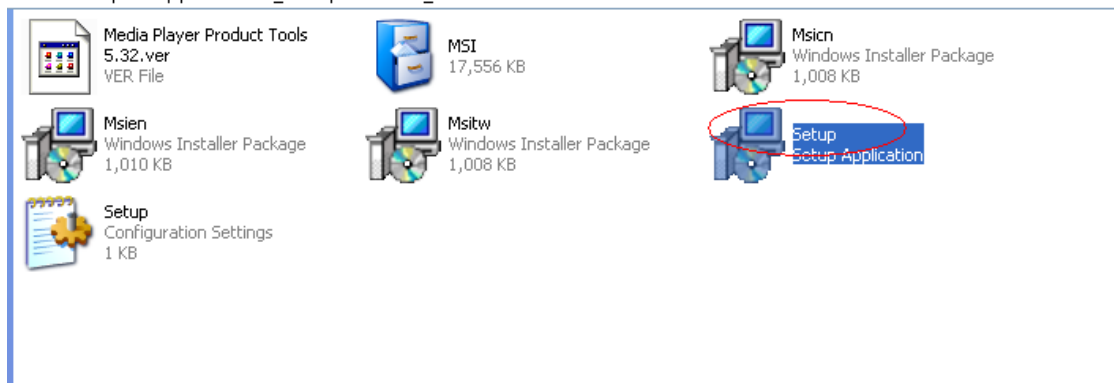 Media Player Product Tools
5.32.ver
VER File
MSI
17,556 KB
Msicn
Windows Installer Package
1,008 KB
Msien
Windows Installer Package
1,010 KB
Msitw
Windows Installer Package
1,008 KB
Setup
Setup Application
Setup
Configuration Settings
1 KB